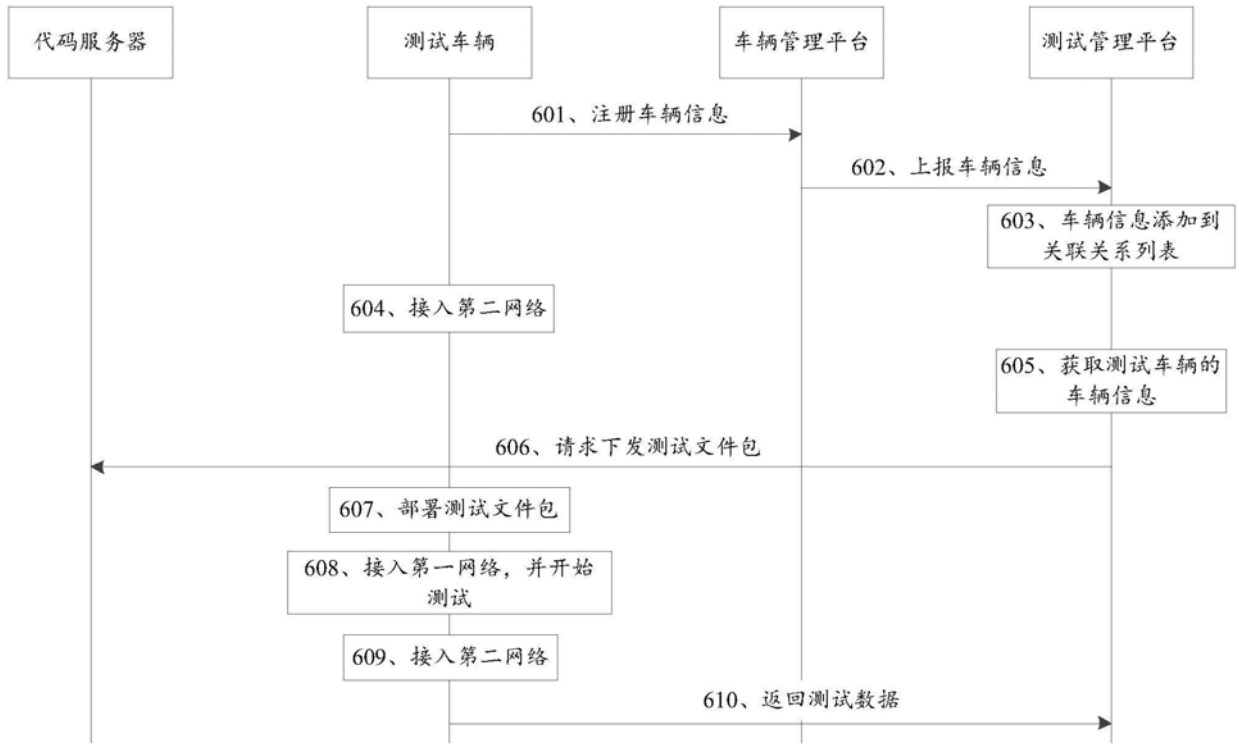 代码服务器
测试车辆
车辆管理平台
测试管理平台
601、注册车辆信息
602、上报车辆信息
603、车辆信息添加到
关联关系列表
604、接入第二网络
605、获取测试车辆的
车辆信息
606、请求下发测试文件包
607、部署测试文件包
608、接入第一网络，并开始
测试
609、接入第二网络
610、返回测试数据